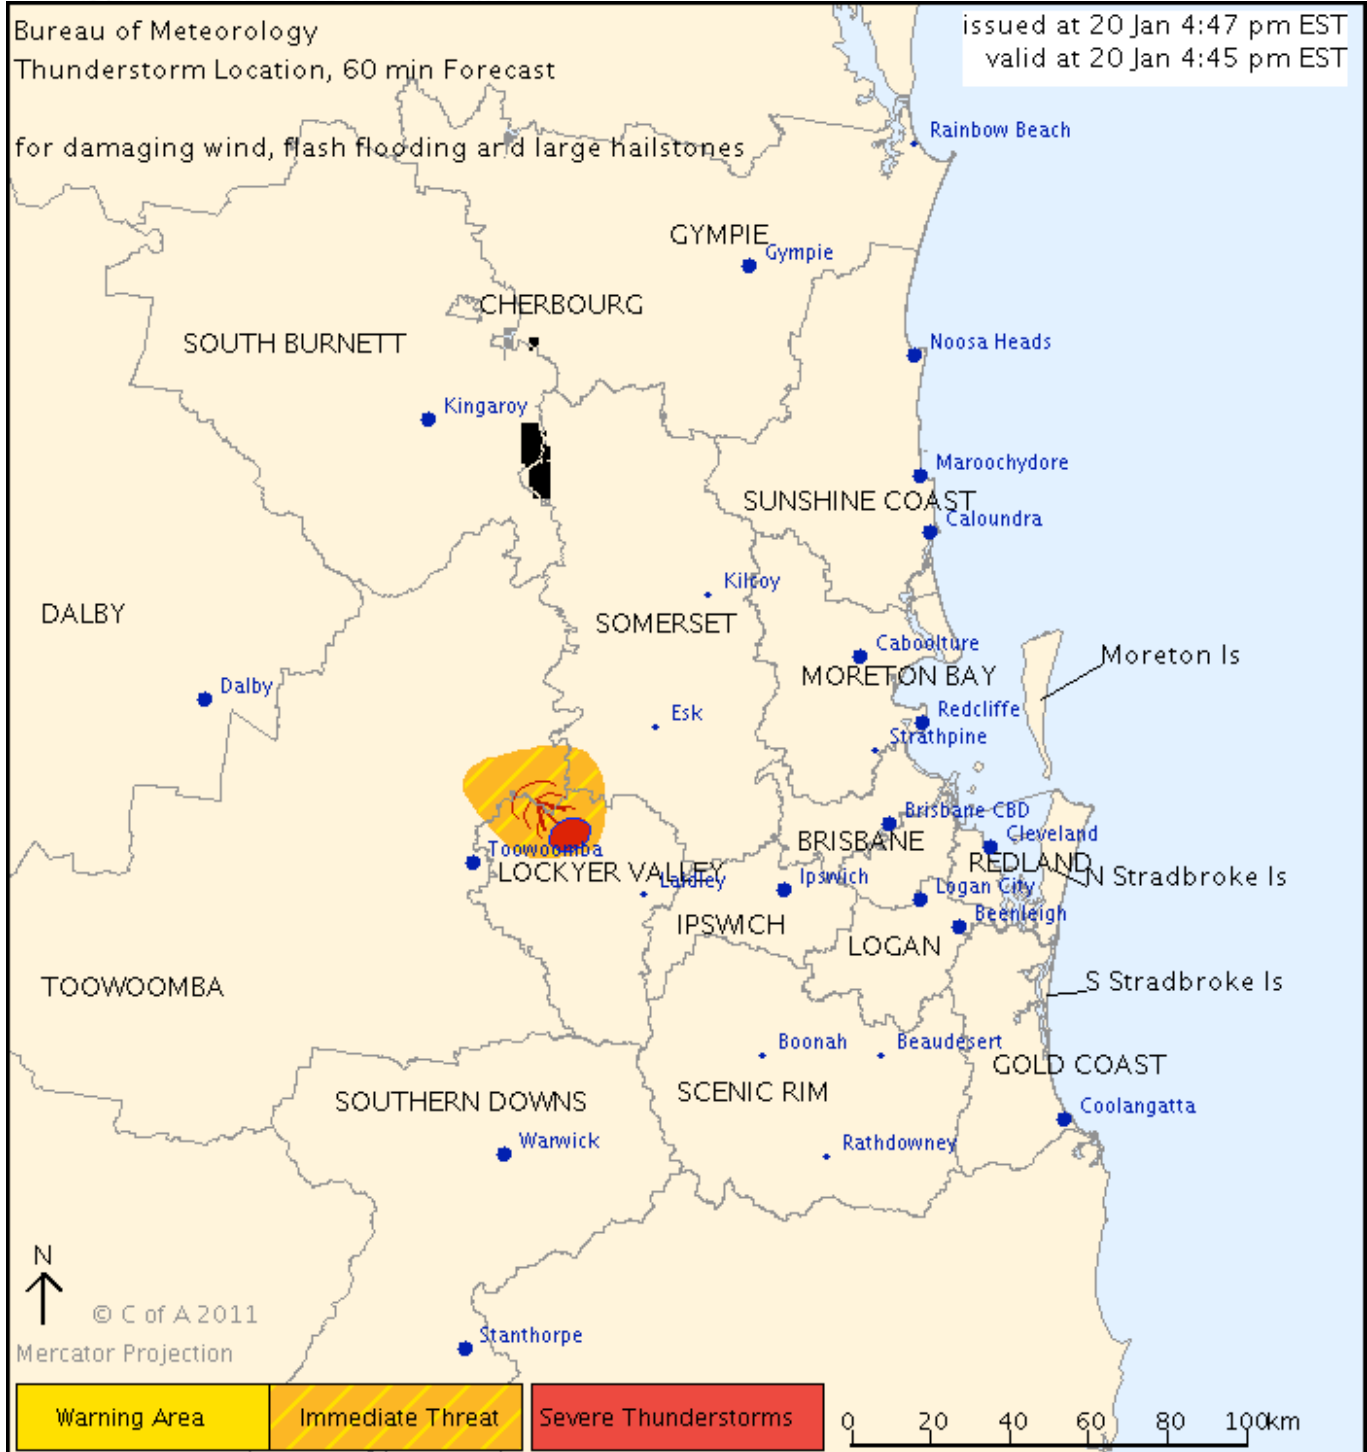 Bureau of Meteorology
issued at 20 Jan 4:47 pm EST
Thunderstorm Location, 60 min Forecast
valid at 20 Jan 4:45 pm EST
for damaging wind, flash flooding and large hailstones
Rainbow Beach
GYMPIE
Gympie
CHERBOURG
SOUTH BURNETT
Noosa Heads
Kingaroy
Maroochydore
SUNSHINE COAST
Caloundra
Kilcoy
DALBY
SOMERSET
Caboolture
Moreton Is
MORETON BAY
Dalby
Esk
Redcliffe
Strathpine
Brisbane CBD
Cleveland
BRISBANE
Toowoomba
REDLAND
LOCKYER VALLEY
Laidley
Ipswich
Logan City
N Stradbroke Is
Beenleigh
IPSWICH
LOGAN
TOOWOOMBA
S Stradbroke Is
Boonah
Beaudesert
GOLD COAST
SCENIC RIM
SOUTHERN DOWNS
Coolangatta
Warwick
Rathdowney
N
© C of A 2011
Stanthorpe
Mercator Projection
Warning Area
Immediate Threat
Severe Thunderstorms
0 20 40 60 80 100km